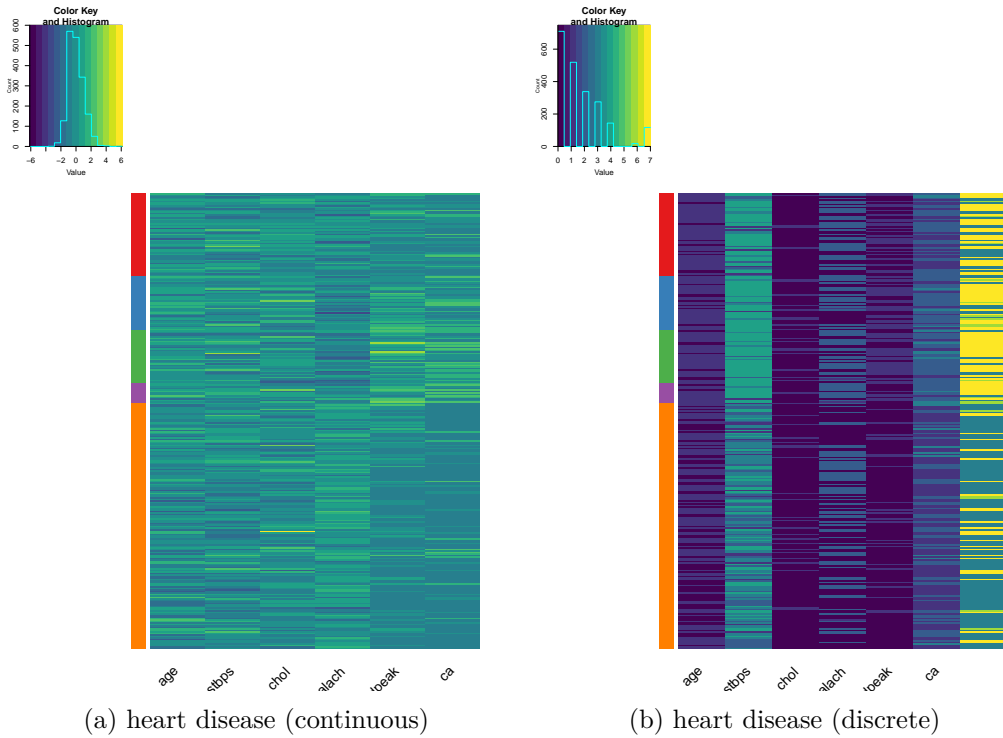 Color Key
and Histogram
Count
0 100 200 300 400 500 600
−6 −2 0 2 4 6
Value
Color Key
and Histogram
Count
0 200 400 600
0 1 2 3 4 5 6 7
Value
age stbps chol alach tpeak ca
age stbps chol alach tpeak ca
(a) heart disease (continuous)
(b) heart disease (discrete)